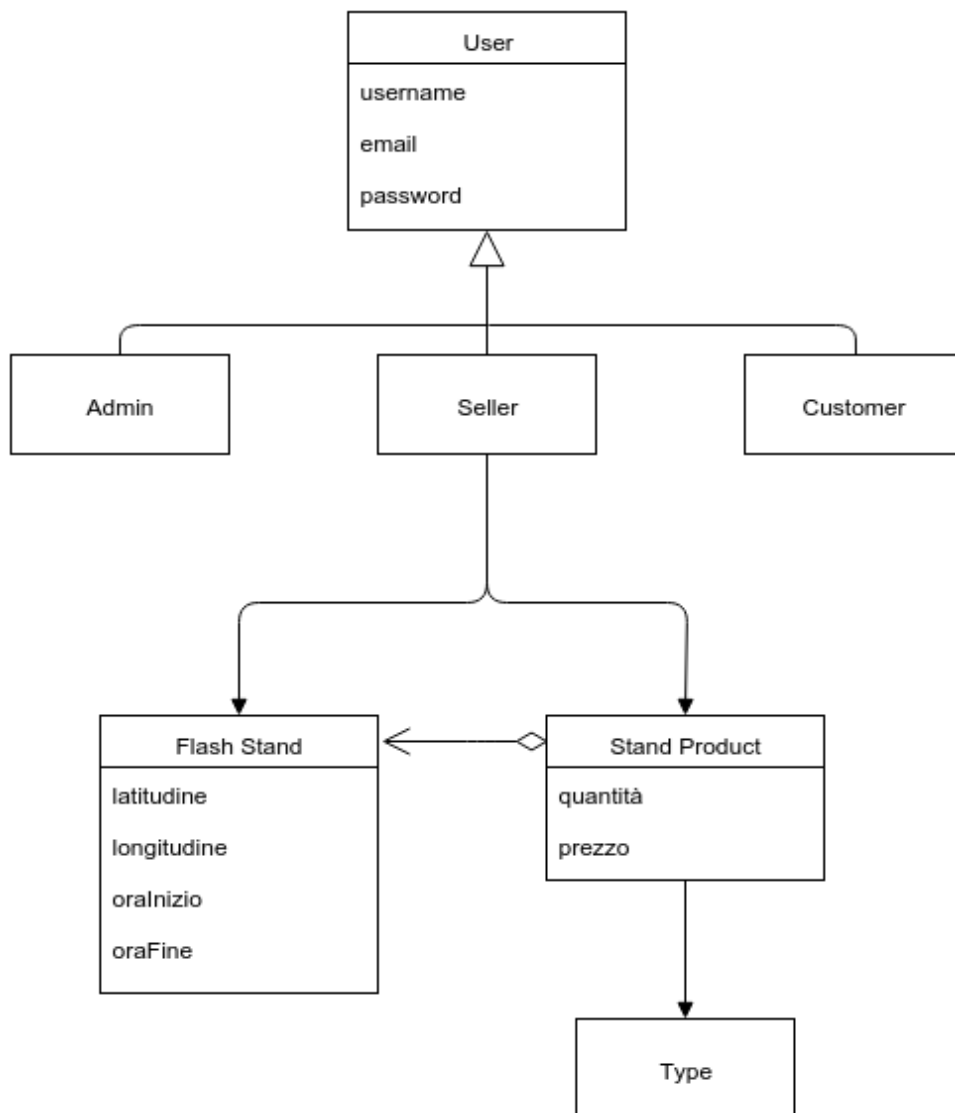 User
username
email
password
Admin
Seller
Customer
Flash Stand
latitudine
longitudine
oraInizio
oraFine
Stand Product
quantità
prezzo
Type